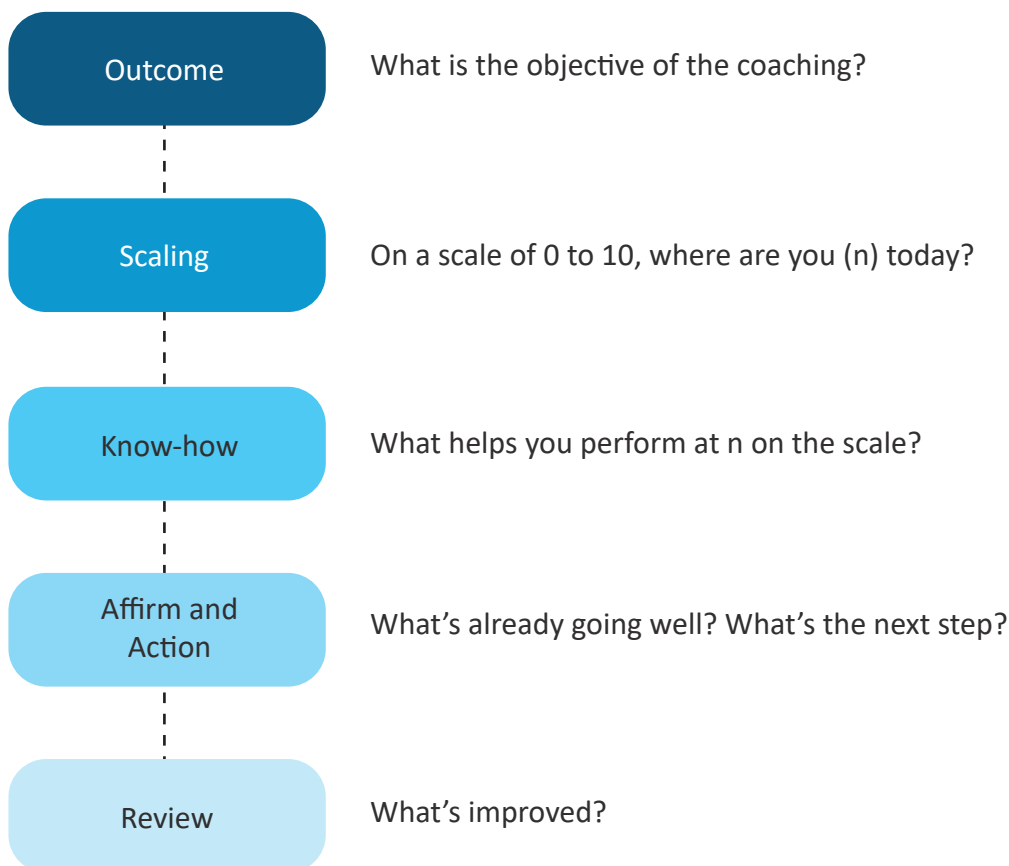 Outcome
What is the objective of the coaching?
Scaling
On a scale of 0 to 10, where are you (n) today?
Know-how
What helps you perform at n on the scale?
Affirm and
Action
What’s already going well? What’s the next step?
Review
What’s improved?